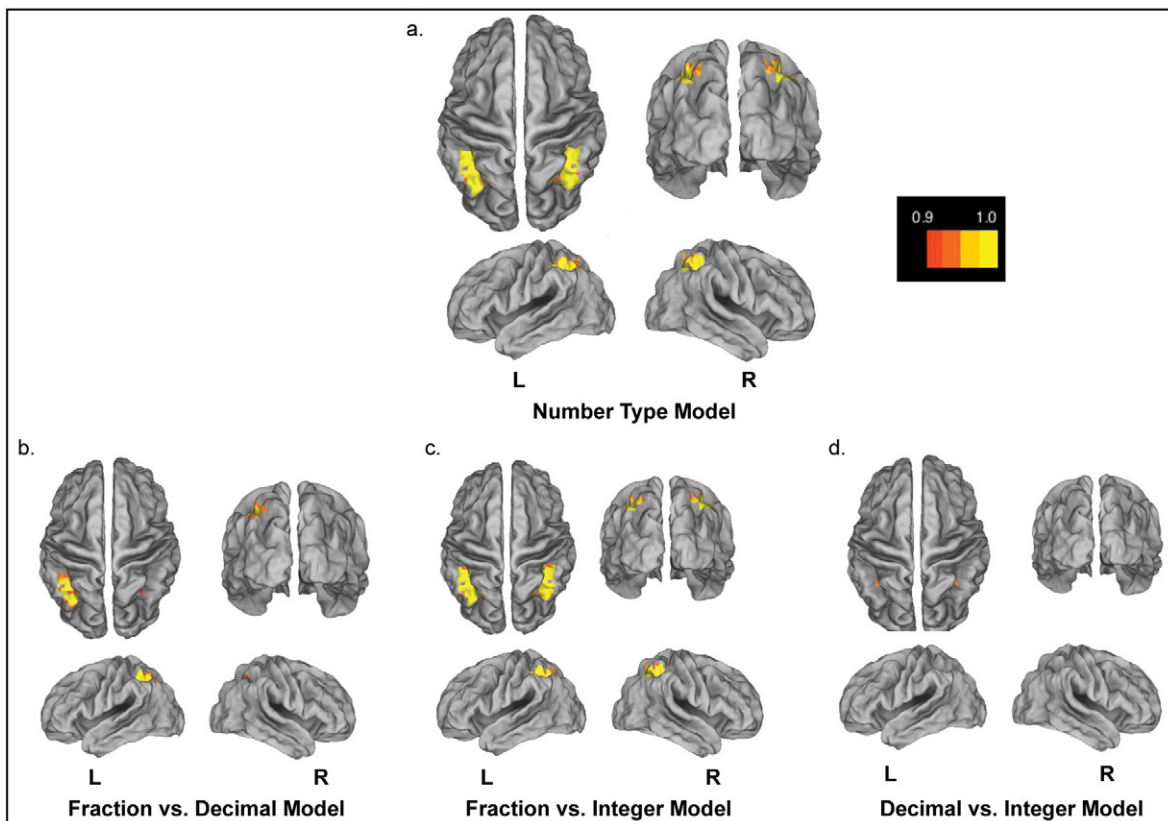 a.
0.9 1.0
L R
Number Type Model
b. c. d.
L R L R L R
Fraction vs. Decimal Model Fraction vs. Integer Model Decimal vs. Integer Model